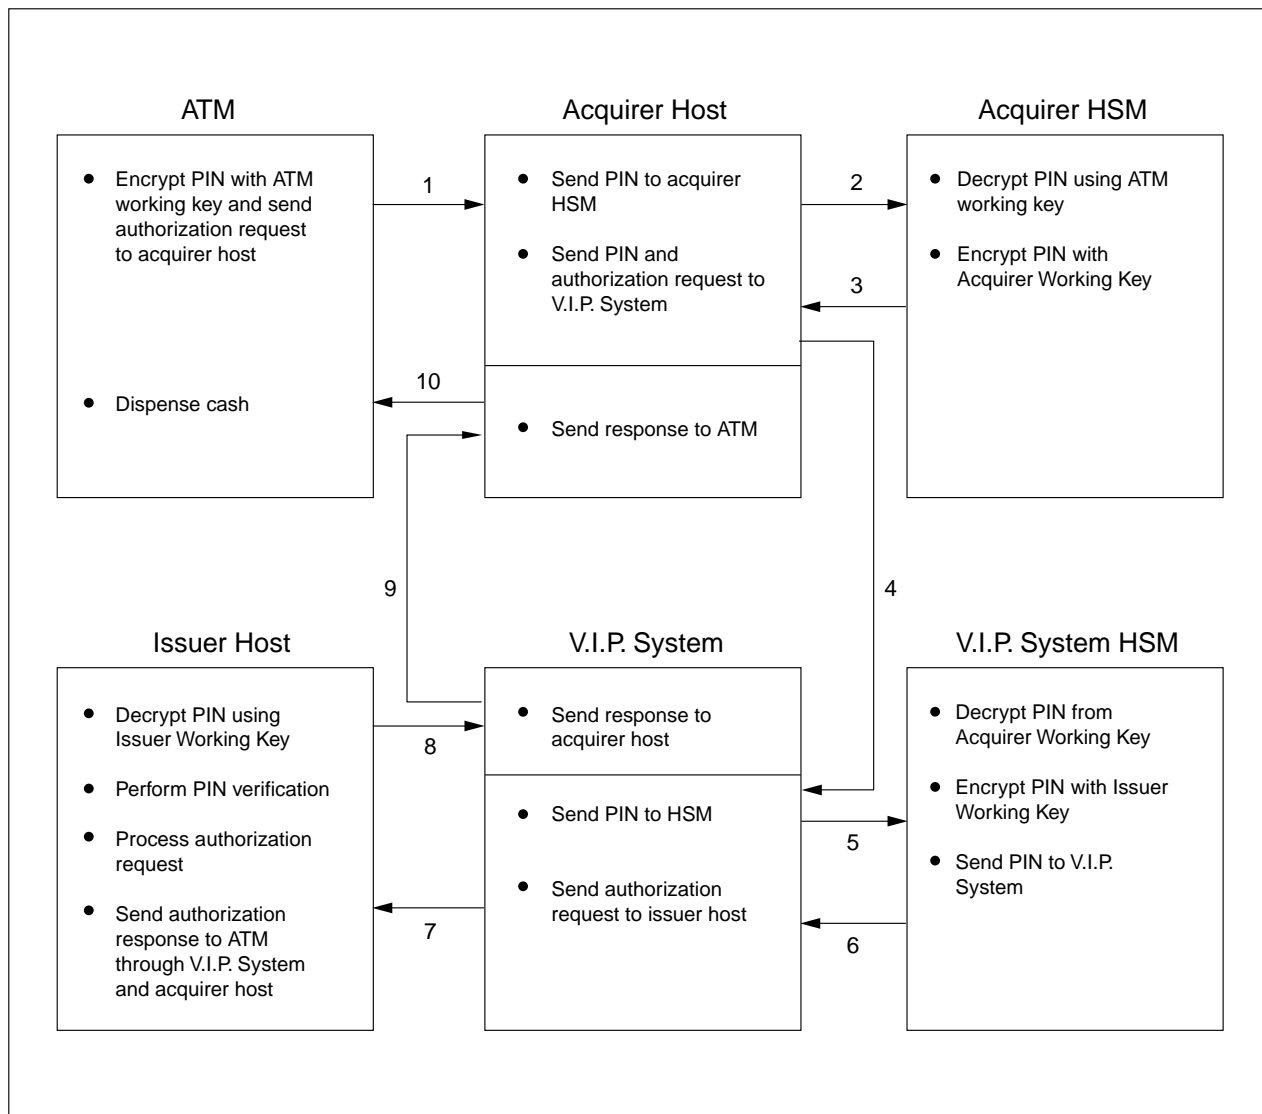 ATM
• Encrypt PIN with ATM
working key and send
authorization request
to acquirer host
• Dispense cash
1
10
Acquirer Host
• Send PIN to acquirer
HSM
• Send PIN and
authorization request to
V.I.P. System
• Send response to ATM
2
3
Acquirer HSM
• Decrypt PIN using ATM
working key
• Encrypt PIN with
Acquirer Working Key
9
4
Issuer Host
• Decrypt PIN using
Issuer Working Key
• Perform PIN verification
• Process authorization
request
• Send authorization
response to ATM
through V.I.P. System
and acquirer host
8
7
V.I.P. System
• Send response to
acquirer host
• Send PIN to HSM
• Send authorization
request to issuer host
5
6
V.I.P. System HSM
• Decrypt PIN from
Acquirer Working Key
• Encrypt PIN with Issuer
Working Key
• Send PIN to V.I.P.
System